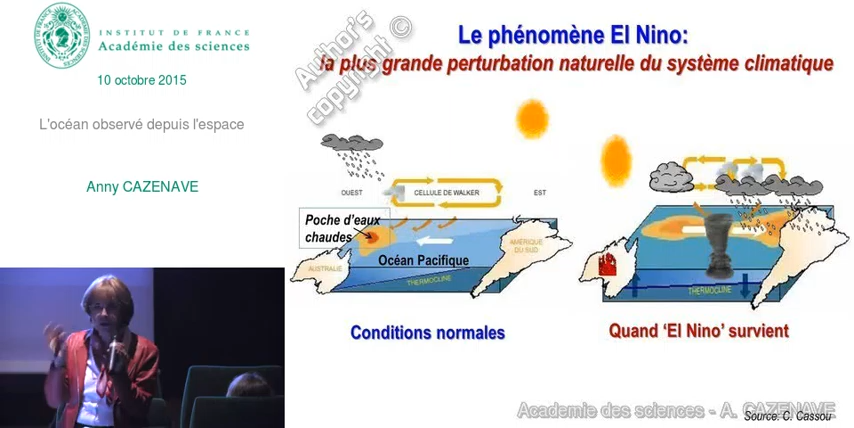 INSTITUT DE FRANCE
Académie des sciences
10 octobre 2015
L'océan observé depuis l'espace
Anny CAZENAVE
Author's
copyright ©
Le phénomène El Nino:
la plus grande perturbation naturelle du système climatique
OUEST
CELLULE DE WALKER
EST
Poche d'eaux
chaudes
Océan Pacifique
AMÉRIQUE
DU SUD
AUSTRALIE
THERMOCLINE
THERMOCLINE
Conditions normales
Quand ‘El Nino’ survient
Academie des sciences - A. CAZENAVE
Source: C. Cassou